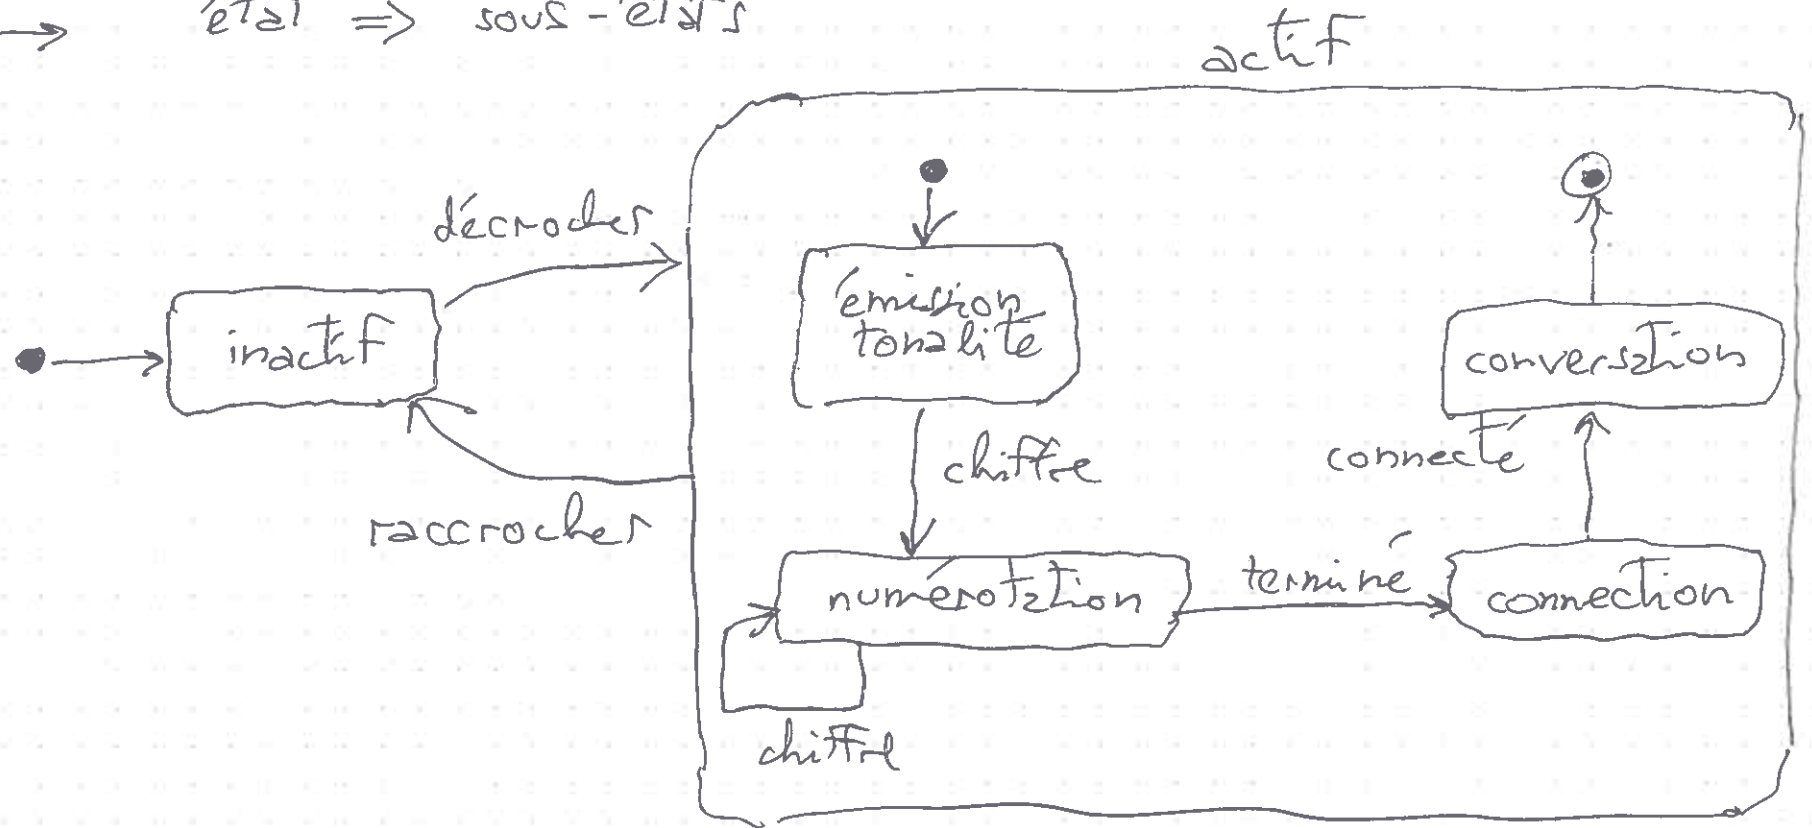 état => sous-états
actif
décrocher
inactif
émission
tonalité
conversation
chiffre
connecté
raccrocher
numérotation
terminé
connection
chiffre